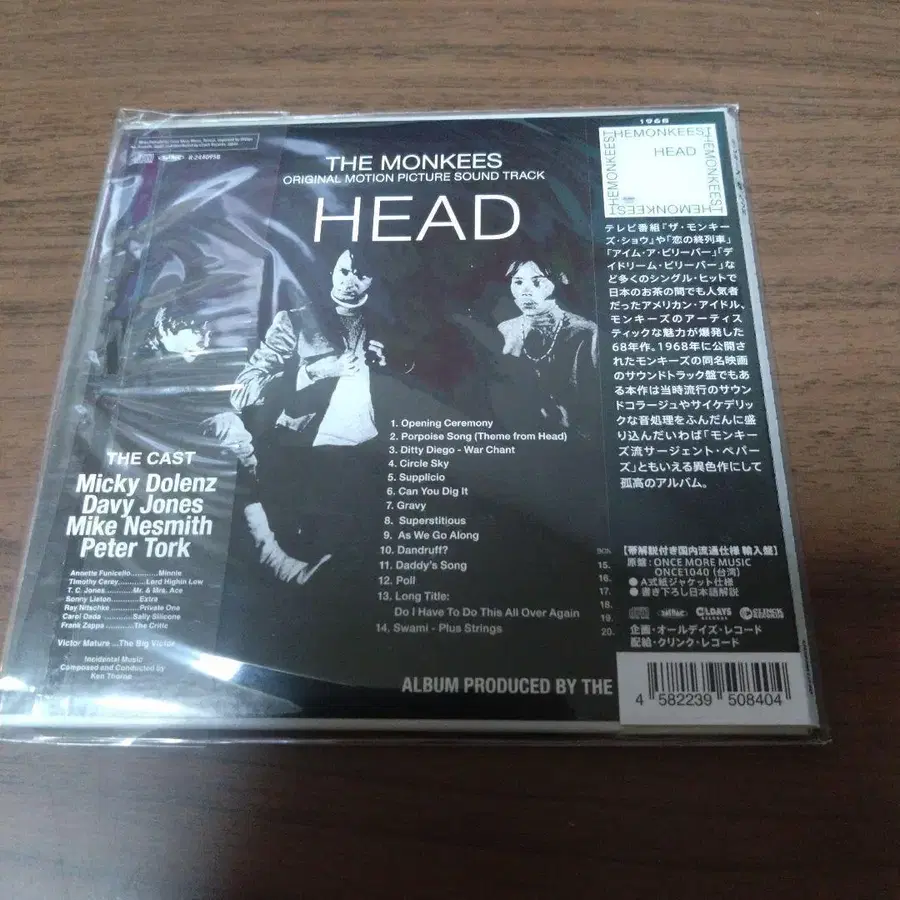 R-2440958
THE MONKEES
ORIGINAL MOTION PICTURE SOUND TRACK
HEAD
THE CAST
Micky Dolenz
Davy Jones
Mike Nesmith
Peter Tork
Annette Funicello..........Minnie
Timothy Carey..........Lord Highin Low
T. C. Jones..........Mr. & Mrs. Ace
Sonny Liston..........Extra
Ray Nitschke..........Private One
Carol Doda..........Sally Silicone
Frank Zappa..........The Critic
Victor Mature ...The Big Victor
Incidental Music
Composed and Conducted by
Ken Thorne
1. Opening Ceremony
2. Porpoise Song (Theme from Head)
3. Ditty Diego - War Chant
4. Circle Sky
5. Supplicio
6. Can You Dig It
7. Gravy
8. Superstitious
9. As We Go Along
10. Dandruff?
11. Daddy's Song
12. Poll
13. Long Title:
Do I Have To Do This All Over Again
14, Swami - Plus Strings
BON
15.
16.
17.
18.
19.
20.
ALBUM PRODUCED BY THE
1968
HEMONKEEST
HEMONKEEST
HEMONKEEST
HEMONKEEST
HEAD
テレビ番組『ザ・モンキー
ズ・ショウ』や「恋の終列車」
「アイム・ア・ビリーバー」「デ
イドリーム・ビリーバー」な
ど多くのシングル・ヒットで
日本のお茶の間でも人気者
だったアメリカン・アイドル、
モンキーズのアーティス
ティックな魅力が爆発した
68年作。1968年に公開さ
れたモンキーズの同名映画
のサウンドトラック盤でもあ
る本作は当時流行のサウン
ドコラージュやサイケデリッ
クな音処理をふんだんに盛
り込んだいわば「モンキー
ズ流サージェント・ペパー
ズ」ともいえる異色作にして
孤高のアルバム。
【帯解説付き国内流通仕様 輸入盤】
原盤：ONCE MORE MUSIC
ONCE1040 (台湾)
● A式紙ジャケット仕様
● 書き下ろし日本語解説
OLDAYS
RECORDS
CLINCK
企画・オールデイズ・レコード
配給・クリンク・レコード
4 582239 508404